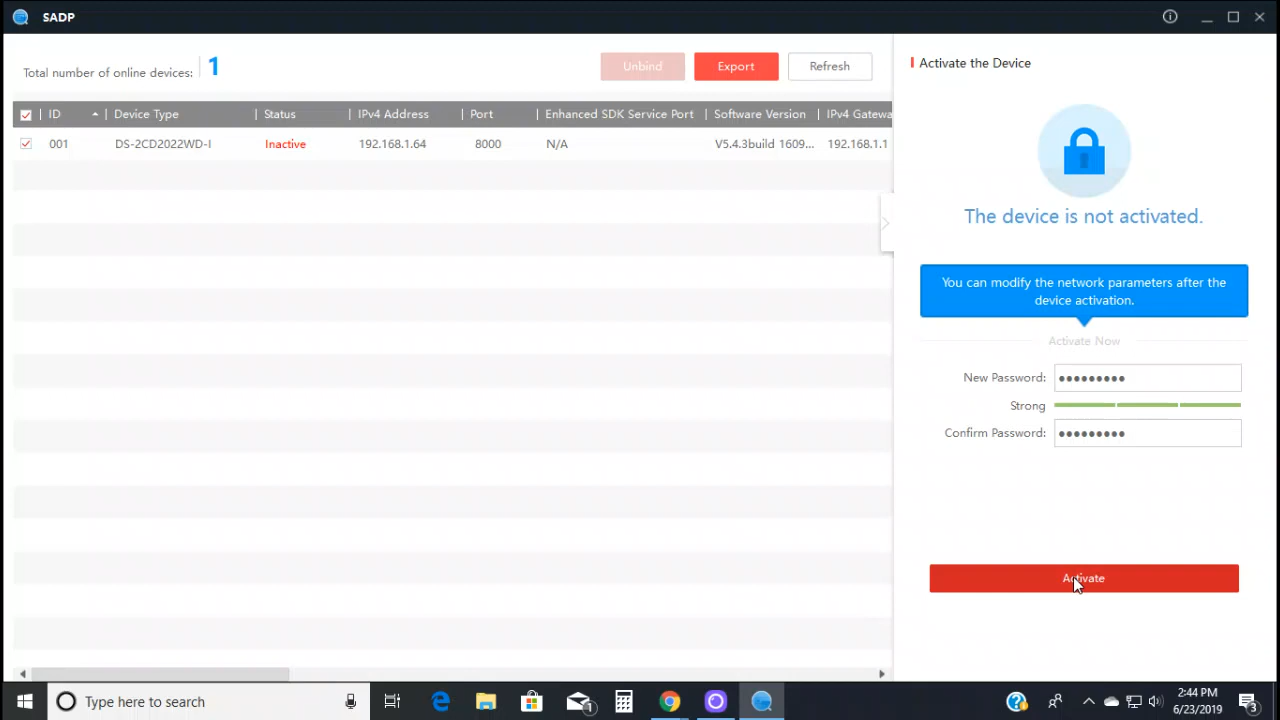 SADP
Total number of online devices: 1
Unbind
Export
Refresh
ID
Device Type
Status
IPv4 Address
Port
Enhanced SDK Service Port
Software Version
IPv4 Gatewa
001
DS-2CD2022WD-I
Inactive
192.168.1.64
8000
N/A
V5.4.3build 1609...
192.168.1.1
Activate the Device
The device is not activated.
You can modify the network parameters after the
device activation.
Activate Now
New Password: ●●●●●●●●●
Strong
Confirm Password: ●●●●●●●●●
Activate
Type here to search
1
2:44 PM
6/23/2019
3